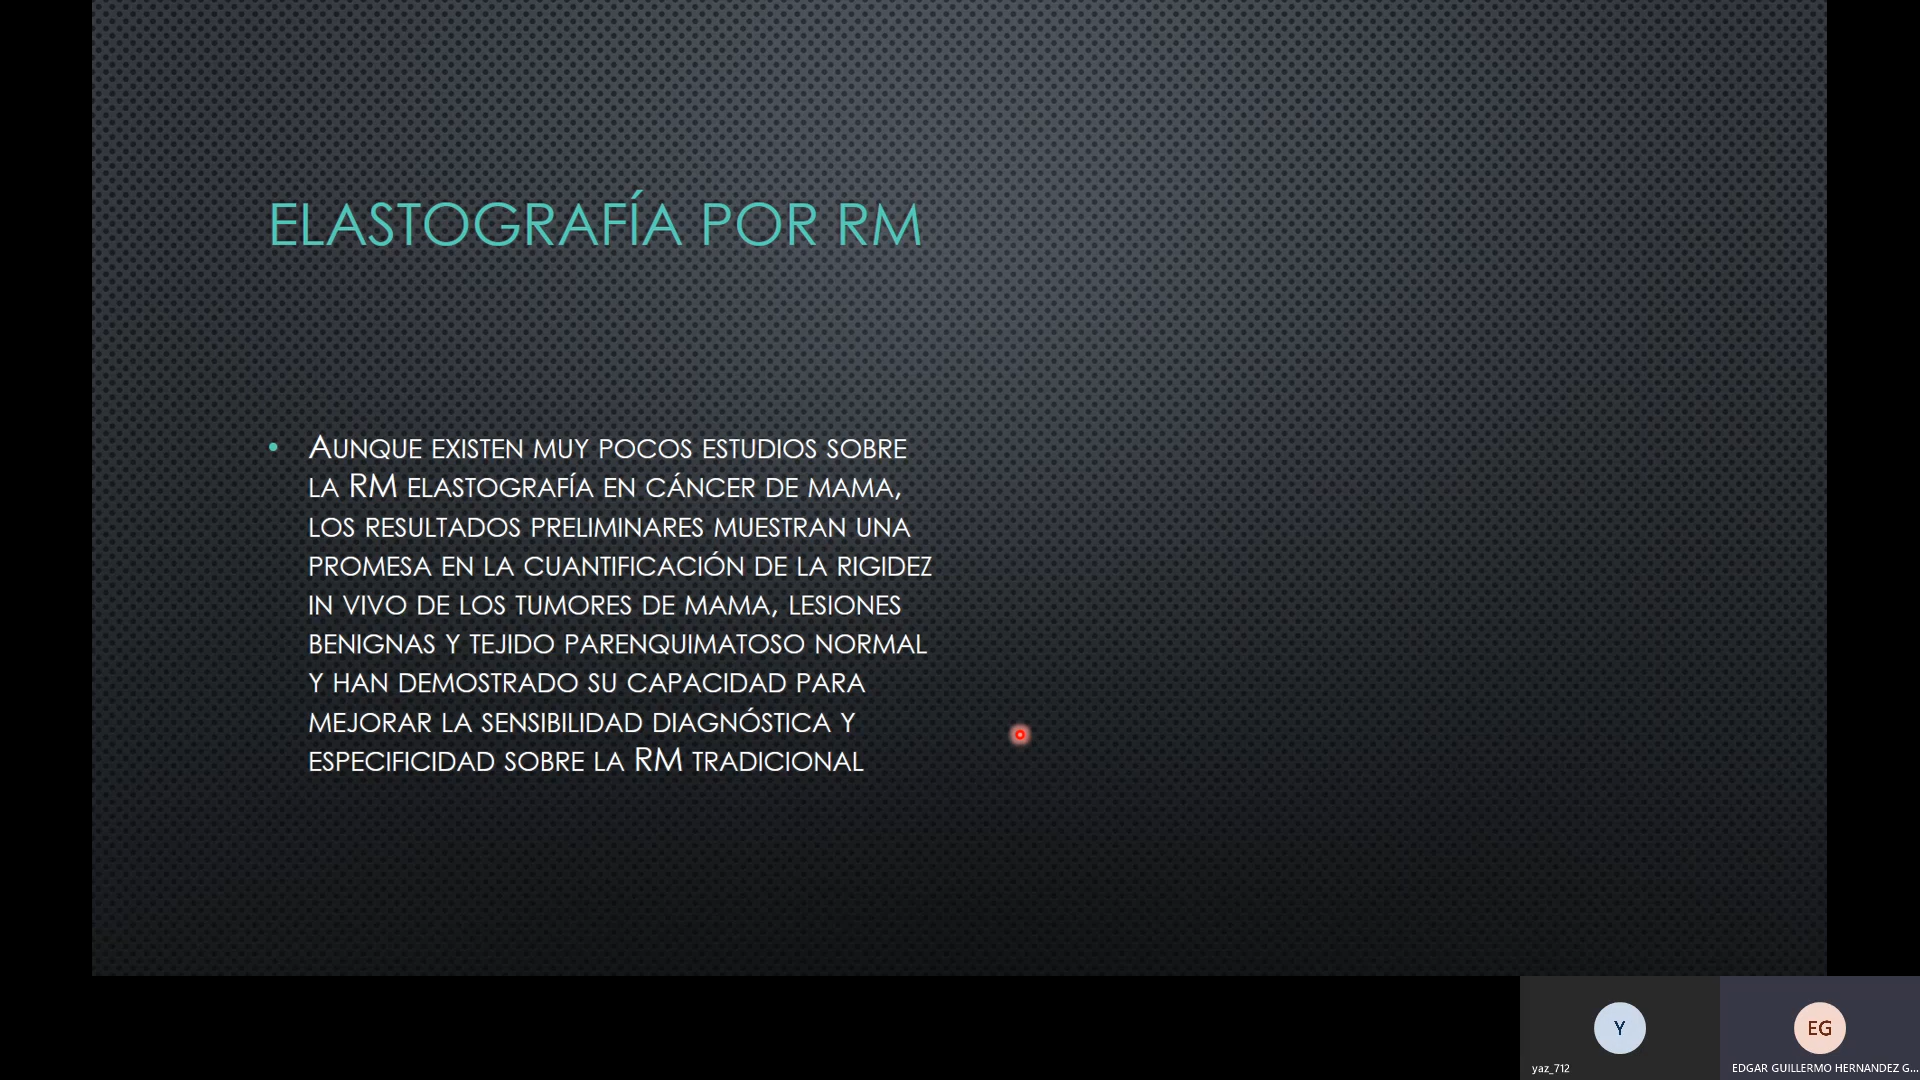 ELASTOGRAFÍA POR RM
• AUNQUE EXISTEN MUY POCOS ESTUDIOS SOBRE
LA RM ELASTOGRAFÍA EN CÁNCER DE MAMA,
LOS RESULTADOS PRELIMINARES MUESTRAN UNA
PROMESA EN LA CUANTIFICACIÓN DE LA RIGIDEZ
IN VIVO DE LOS TUMORES DE MAMA, LESIONES
BENIGNAS Y TEJIDO PARENQUIMATOSO NORMAL
Y HAN DEMOSTRADO SU CAPACIDAD PARA
MEJORAR LA SENSIBILIDAD DIAGNÓSTICA Y
ESPECIFICIDAD SOBRE LA RM TRADICIONAL
Y
yaz_712
EG
EDGAR GUILLERMO HERNANDEZ G...